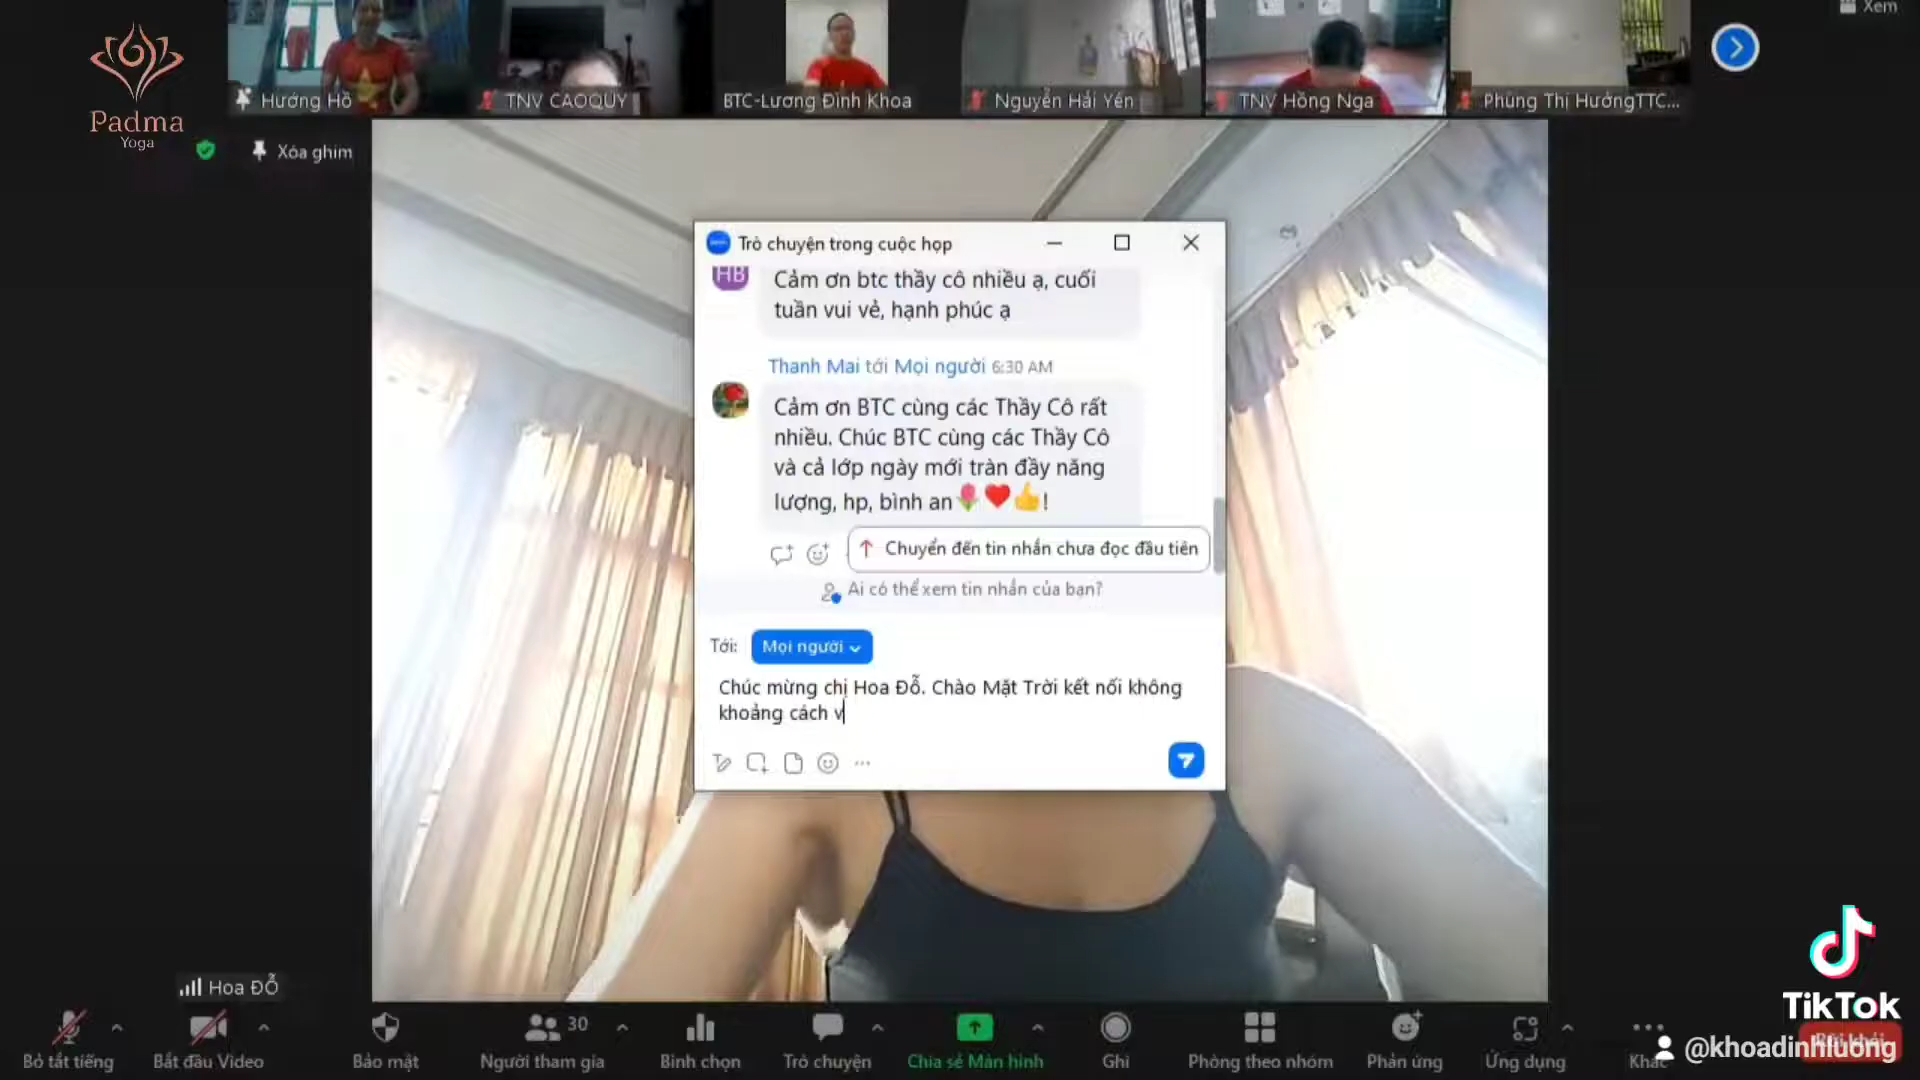 Xem
Padma
Yoga
Hướng Hồ
TNV CAOQUY
BTC-Lương Đình Khoa
Nguyễn Hải Yến
TNV Hồng Nga
Phùng Thị HướngTTC...
Xóa ghim
Trò chuyện trong cuộc họp
HB
Cảm ơn btc thầy cô nhiều ạ, cuối
tuần vui vẻ, hạnh phúc ạ
Thanh Mai tới Mọi người 6:30 AM
Cảm ơn BTC cùng các Thầy Cô rất
nhiều. Chúc BTC cùng các Thầy Cô
và cả lớp ngày mới tràn đầy năng
lượng, hp, bình an🌷❤️👍!
Chuyển đến tin nhắn chưa đọc đầu tiên
Ai có thể xem tin nhắn của bạn?
Tới: Mọi người
Chúc mừng chị Hoa Đỗ. Chào Mặt Trời kết nối không
khoảng cách v
Hoa Đỗ
30
Bỏ tắt tiếng
Bắt đầu Video
Bảo mật
Người tham gia
Bình chọn
Trò chuyện
Chia sẻ Màn hình
Ghi
Phòng theo nhóm
Phản ứng
Ứng dụng
Khác
TikTok
@khoadinhluong